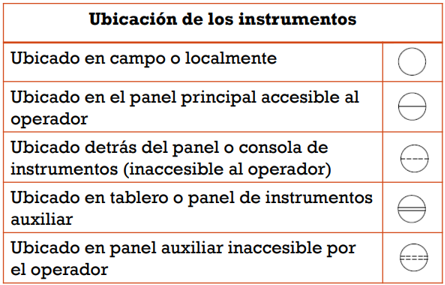 Ubicación de los instrumentos
Ubicado en campo o localmente
Ubicado en el panel principal accesible al
operador
Ubicado detrás del panel o consola de
instrumentos (inaccesible al operador)
Ubicado en tablero o panel de instrumentos
auxiliar
Ubicado en panel auxiliar inaccesible por
el operador